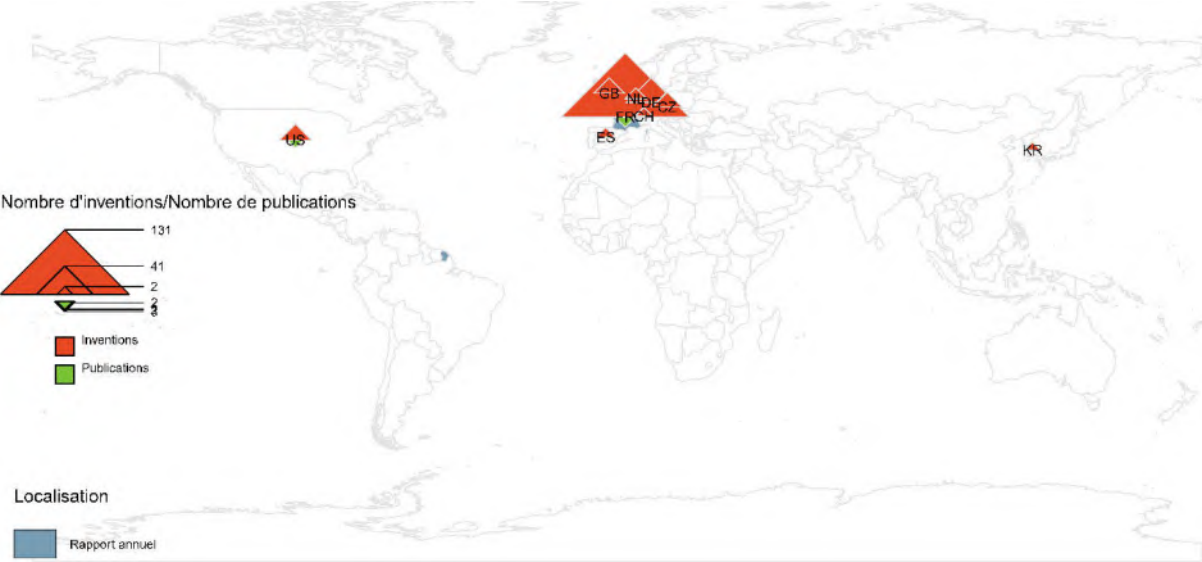 GB
NL
DE
CZ
FR
CH
ES
US
KR
Nombre d'inventions/Nombre de publications
131
41
2
2
3
Inventions
Publications
Localisation
Rapport annuel